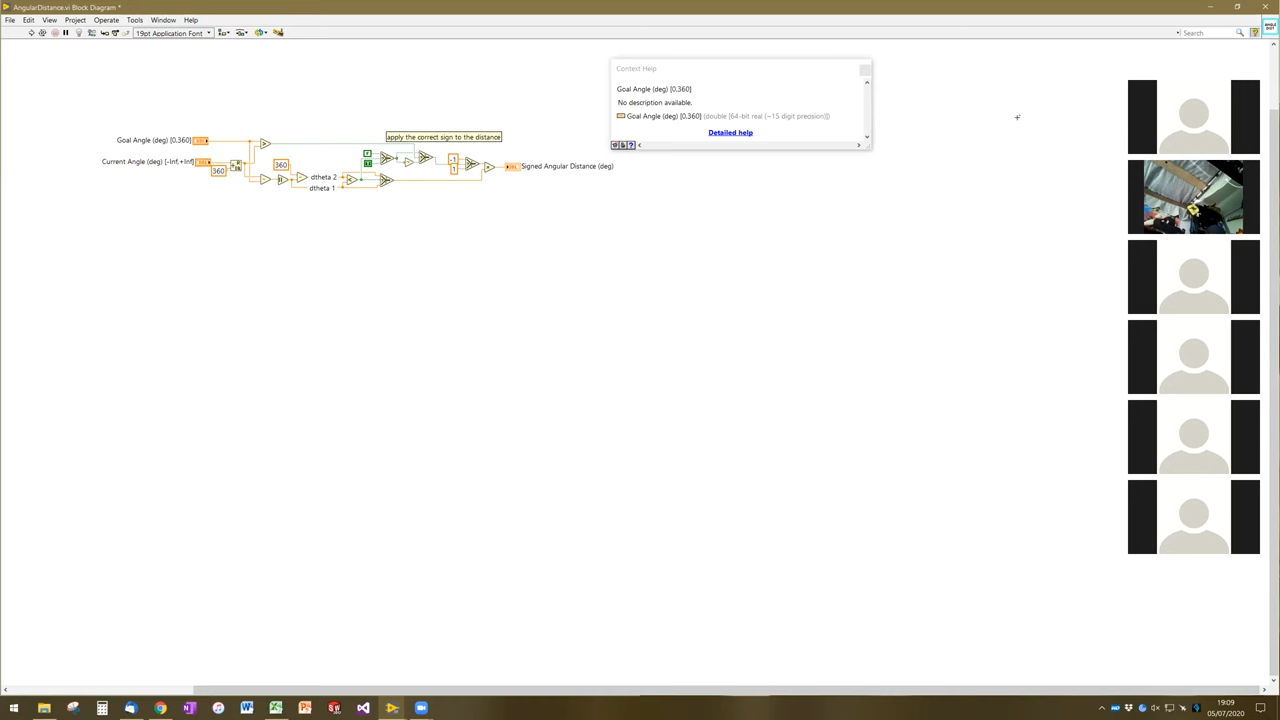 AngularDistance.vi Block Diagram *
File Edit View Project Operate Tools Window Help
19pt Application Font
Search
ANGLE
DIST
Context Help
Goal Angle (deg) [0,360]
No description available.
Goal Angle (deg) [0,360] (double [64-bit real (~15 digit precision)])
Detailed help
apply the correct sign to the distance
Goal Angle (deg) [0,360]
Current Angle (deg) [-Inf,+Inf]
360
360
dtheta 2
dtheta 1
F
T
-1
1
Signed Angular Distance (deg)
19:09
05/07/2020